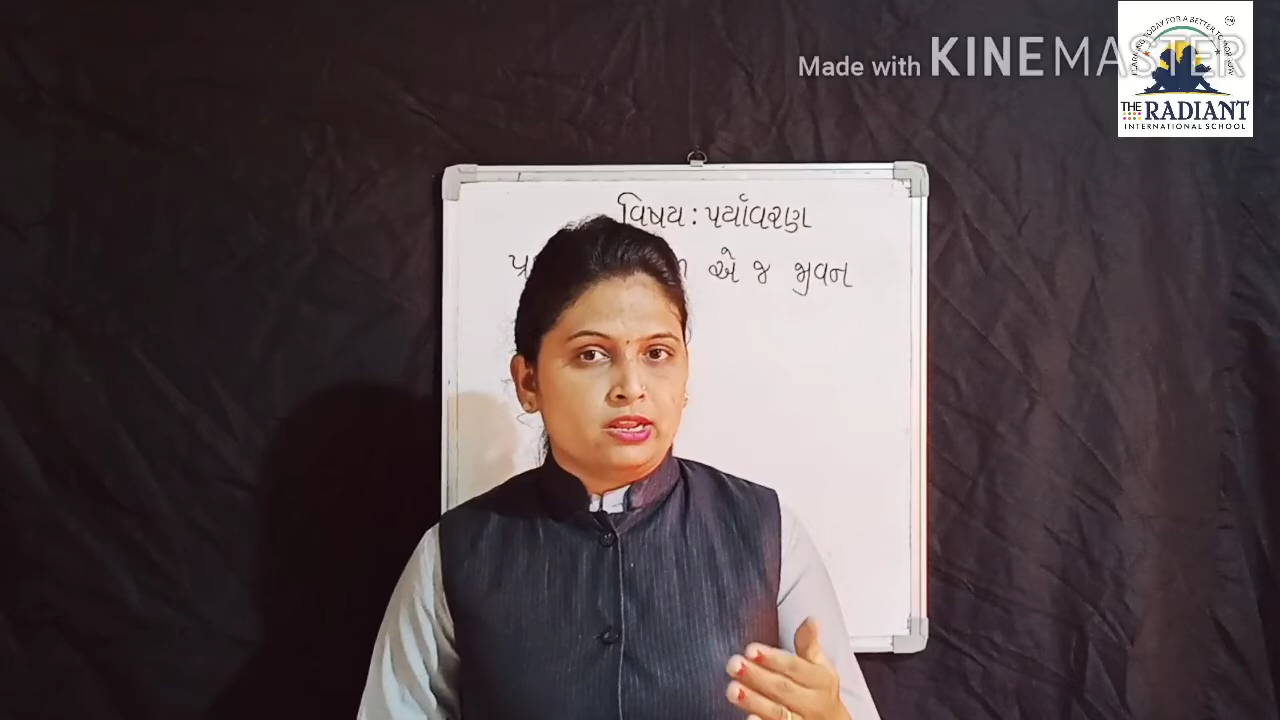 Made with KINEMASTER
THE RADIANT
INTERNATIONAL SCHOOL
વિષય : પર્યાવરણ
એ જ જીવન